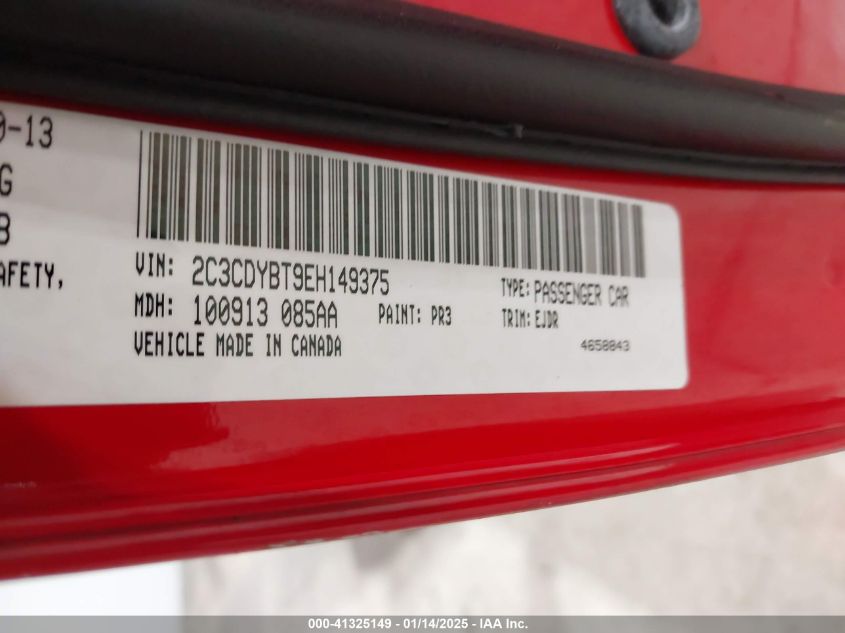 0-13
G
B
AFETY,
VIN: 2C3CDYBT9EH149375
TYPE: PASSENGER CAR
MDH: 100913 085AA PAINT: PR3 TRIM: EJDR
VEHICLE MADE IN CANADA
4658843
000-41325149 - 01/14/2025 - IAA Inc.